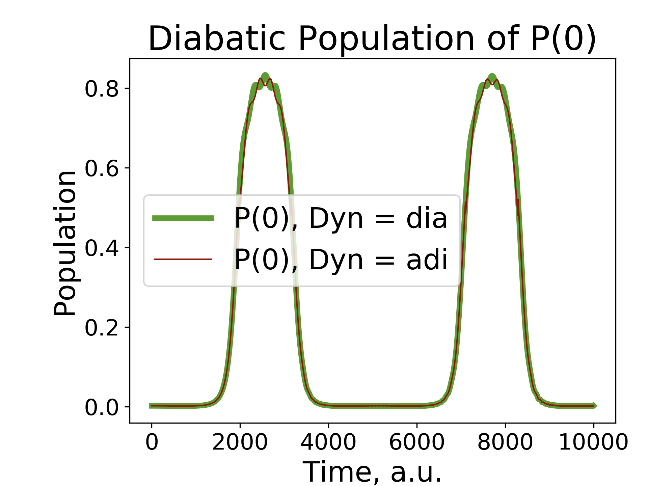 Diabatic Population of P(0)
Population
0.8
0.6
0.4
0.2
0.0
P(0), Dyn = dia
P(0), Dyn = adi
0 2000 4000 6000 8000 10000
Time, a.u.